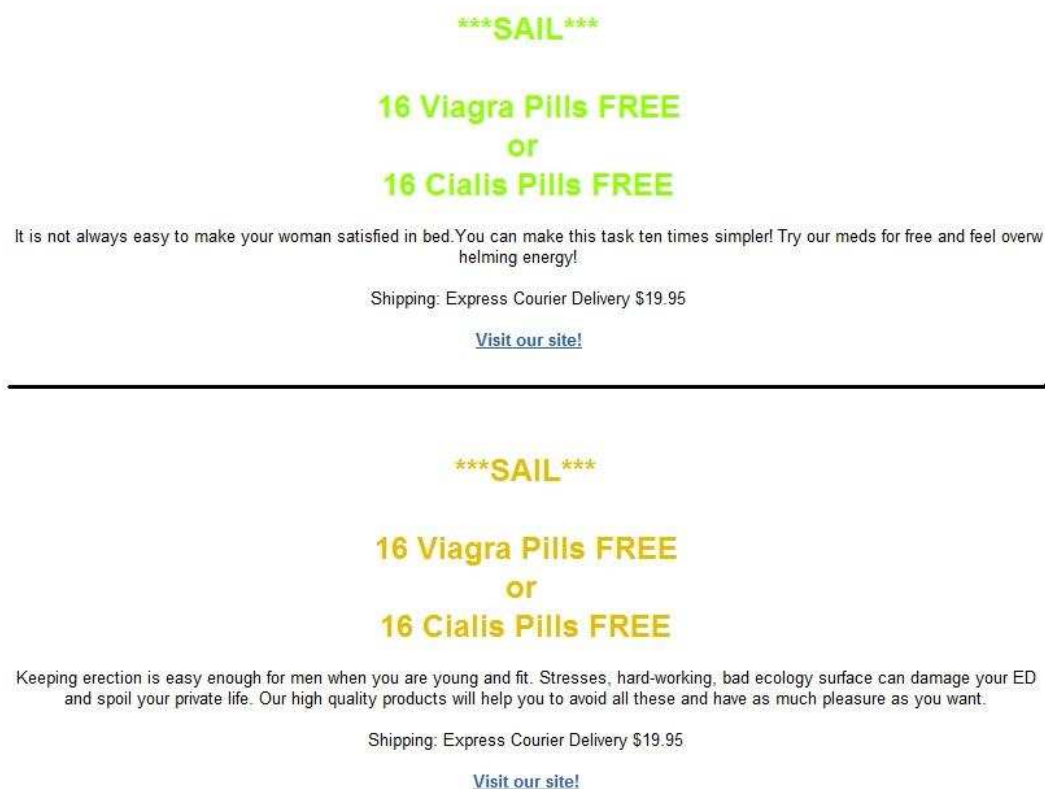 ***SAIL***
16 Viagra Pills FREE
or
16 Cialis Pills FREE
It is not always easy to make your woman satisfied in bed.You can make this task ten times simpler! Try our meds for free and feel overw
helming energy!
Shipping: Express Courier Delivery $19.95
Visit our site!
***SAIL***
16 Viagra Pills FREE
or
16 Cialis Pills FREE
Keeping erection is easy enough for men when you are young and fit. Stresses, hard-working, bad ecology surface can damage your ED
and spoil your private life. Our high quality products will help you to avoid all these and have as much pleasure as you want.
Shipping: Express Courier Delivery $19.95
Visit our site!